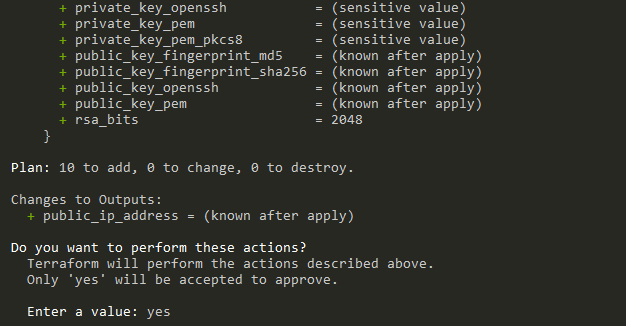 + private_key_openssh           = (sensitive value)
+ private_key_pem               = (sensitive value)
+ private_key_pem_pkcs8         = (sensitive value)
+ public_key_fingerprint_md5    = (known after apply)
+ public_key_fingerprint_sha256 = (known after apply)
+ public_key_openssh            = (known after apply)
+ public_key_pem                = (known after apply)
+ rsa_bits                      = 2048
}
Plan: 10 to add, 0 to change, 0 to destroy.
Changes to Outputs:
+ public_ip_address = (known after apply)
Do you want to perform these actions?
Terraform will perform the actions described above.
Only 'yes' will be accepted to approve.
Enter a value: yes